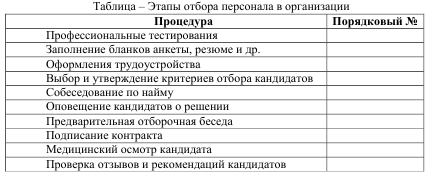 Таблица – Этапы отбора персонала в организации
Процедура Порядковый №
Профессиональные тестирования
Заполнение бланков анкеты, резюме и др.
Оформления трудоустройства
Выбор и утверждение критериев отбора кандидатов
Собеседование по найму
Оповещение кандидатов о решении
Предварительная отборочная беседа
Подписание контракта
Медицинский осмотр кандидата
Проверка отзывов и рекомендаций кандидатов